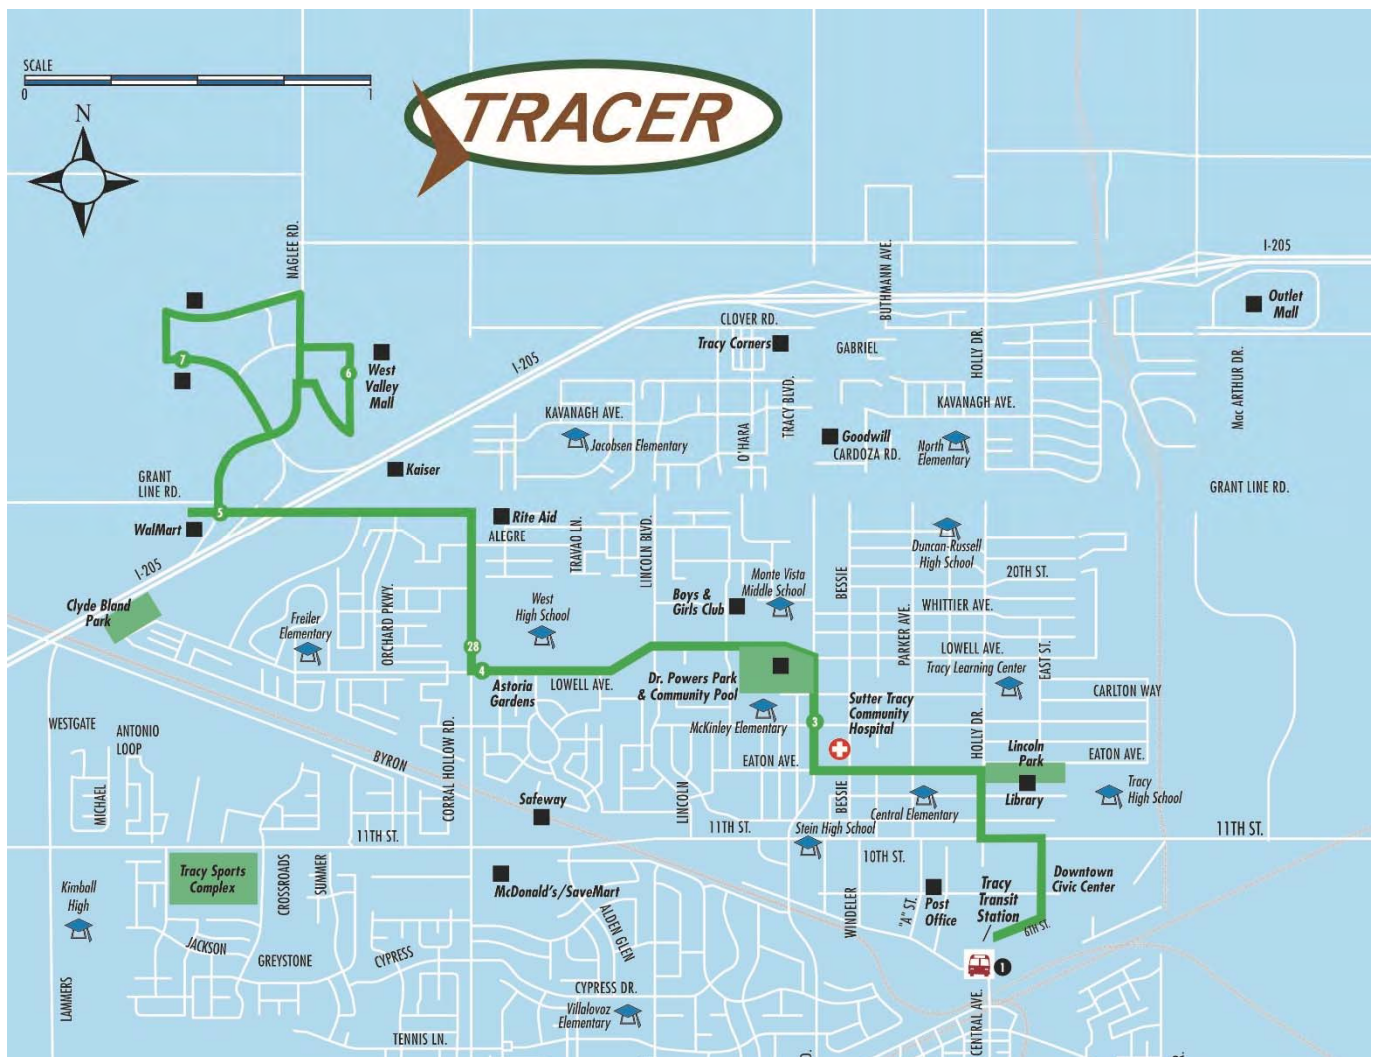 SCALE
0
1
N
TRACER
NAGLEE RD.
I-205
BUTHMANN AVE.
Outlet
Mall
CLOVER RD.
Tracy Corners
GABRIEL
HOLLY DR.
7
6
West
Valley
Mall
I-205
TRACY BLVD.
Mac ARTHUR DR.
KAVANAGH AVE.
KAVANAGH AVE.
Jacobsen Elementary
O'HARA
Goodwill
CARDOZA RD.
North
Elementary
Kaiser
GRANT
LINE RD.
GRANT LINE RD.
5
WalMart
Rite Aid
ALEGRE
TRAVAO LN.
LINCOLN BLVD.
Duncan-Russell
High School
I-205
20TH ST.
Clyde Bland
Park
Freiler
Elementary
ORCHARD PKWY.
West
High School
Boys &
Girls Club
Monte Vista
Middle School
BESSIE
WHITTIER AVE.
PARKER AVE.
28
4
Astoria
Gardens
LOWELL AVE.
Dr. Powers Park
& Community Pool
LOWELL AVE.
Tracy Learning Center
EAST ST.
CARLTON WAY
WESTGATE
ANTONIO
LOOP
McKinley Elementary
3
Sutter Tracy
Community
Hospital
HOLLY DR.
Lincoln
Park
EATON AVE.
BYRON
CORRAL HOLLOW RD.
EATON AVE.
MICHAEL
Safeway
LINCOLN
BESSIE
Central Elementary
Library
Tracy
High School
11TH ST.
11TH ST.
Stein High School
11TH ST.
10TH ST.
Kimball
High
Tracy Sports
Complex
CROSSROADS
SUMMER
McDonald's/SaveMart
WINDELER
"A" ST.
Post
Office
Tracy
Transit
Station
Downtown
Civic Center
6TH ST.
ALDEN GLEN
JACKSON
GREYSTONE
CYPRESS
1
LAMMERS
CYPRESS DR.
Villalovoz
Elementary
TENNIS LN.
CENTRAL AVE.